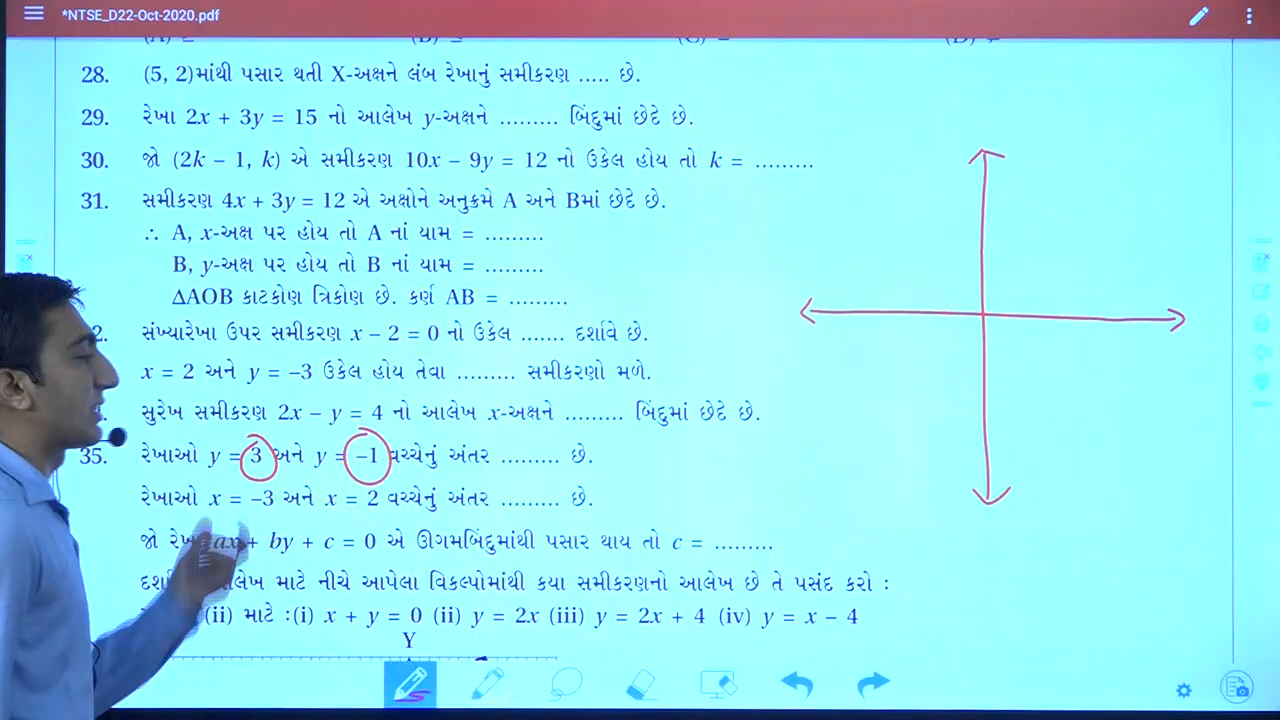 *NTSE_D22-Oct-2020.pdf
28. (5, 2)માંથી પસાર થતી X-અક્ષને લંબ રેખાનું સમીકરણ ..... છે.
29. રેખા 2x + 3y = 15 નો આલેખ y-અક્ષને ......... બિંદુમાં છેદે છે.
30. જો (2k – 1, k) એ સમીકરણ 10x – 9y = 12 નો ઉકેલ હોય તો k = .........
31. સમીકરણ 4x + 3y = 12 એ અક્ષોને અનુક્રમે A અને Bમાં છેદે છે.
∴ A, x-અક્ષ પર હોય તો A નાં યામ = .........
B, y-અક્ષ પર હોય તો B નાં યામ = .........
ΔAOB કાટકોણ ત્રિકોણ છે. કર્ણ AB = .........
2. સંખ્યારેખા ઉપર સમીકરણ x – 2 = 0 નો ઉકેલ ....... દર્શાવે છે.
x = 2 અને y = –3 ઉકેલ હોય તેવા ......... સમીકરણો મળે.
સુરેખ સમીકરણ 2x – y = 4 નો આલેખ x-અક્ષને ......... બિંદુમાં છેદે છે.
35. રેખાઓ y = 3 અને y = –1 વચ્ચેનું અંતર ......... છે.
રેખાઓ x = –3 અને x = 2 વચ્ચેનું અંતર ......... છે.
જો ax + by + c = 0 એ ઊગમબિંદુમાંથી પસાર થાય તો c = .........
માટે નીચે આપેલા વિકલ્પોમાંથી કયા સમીકરણનો આલેખ છે તે પસંદ કરો :
(ii) માટે :(i) x + y = 0 (ii) y = 2x (iii) y = 2x + 4 (iv) y = x – 4
Y